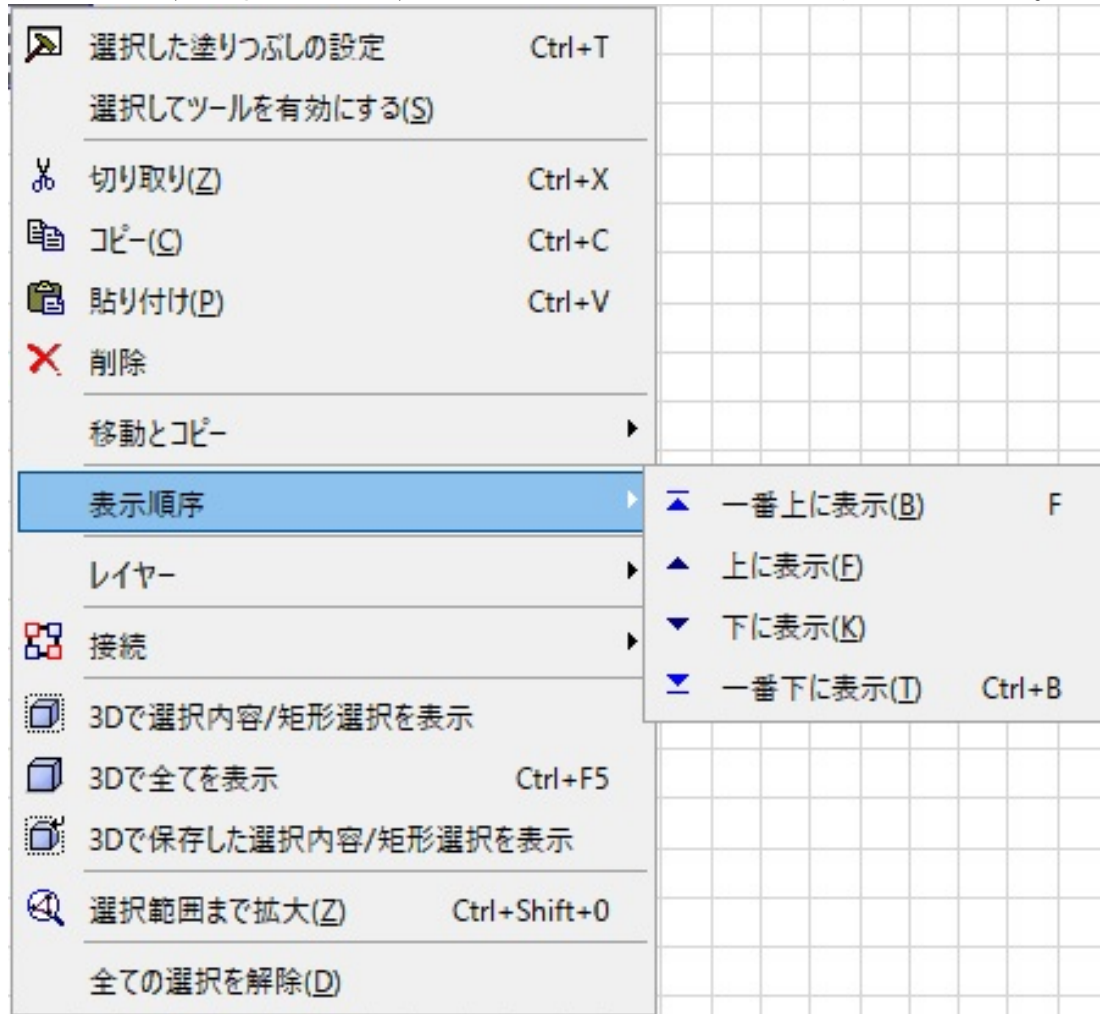 選択した塗りつぶしの設定 Ctrl+T
選択してツールを有効にする(S)
切り取り(Z) Ctrl+X
コピー(C) Ctrl+C
貼り付け(P) Ctrl+V
削除
移動とコピー
表示順序
一番上に表示(B) F
上に表示(F)
下に表示(K)
一番下に表示(T) Ctrl+B
レイヤー
接続
3Dで選択内容/矩形選択を表示
3Dで全てを表示 Ctrl+F5
3Dで保存した選択内容/矩形選択を表示
選択範囲まで拡大(Z) Ctrl+Shift+0
全ての選択を解除(D)